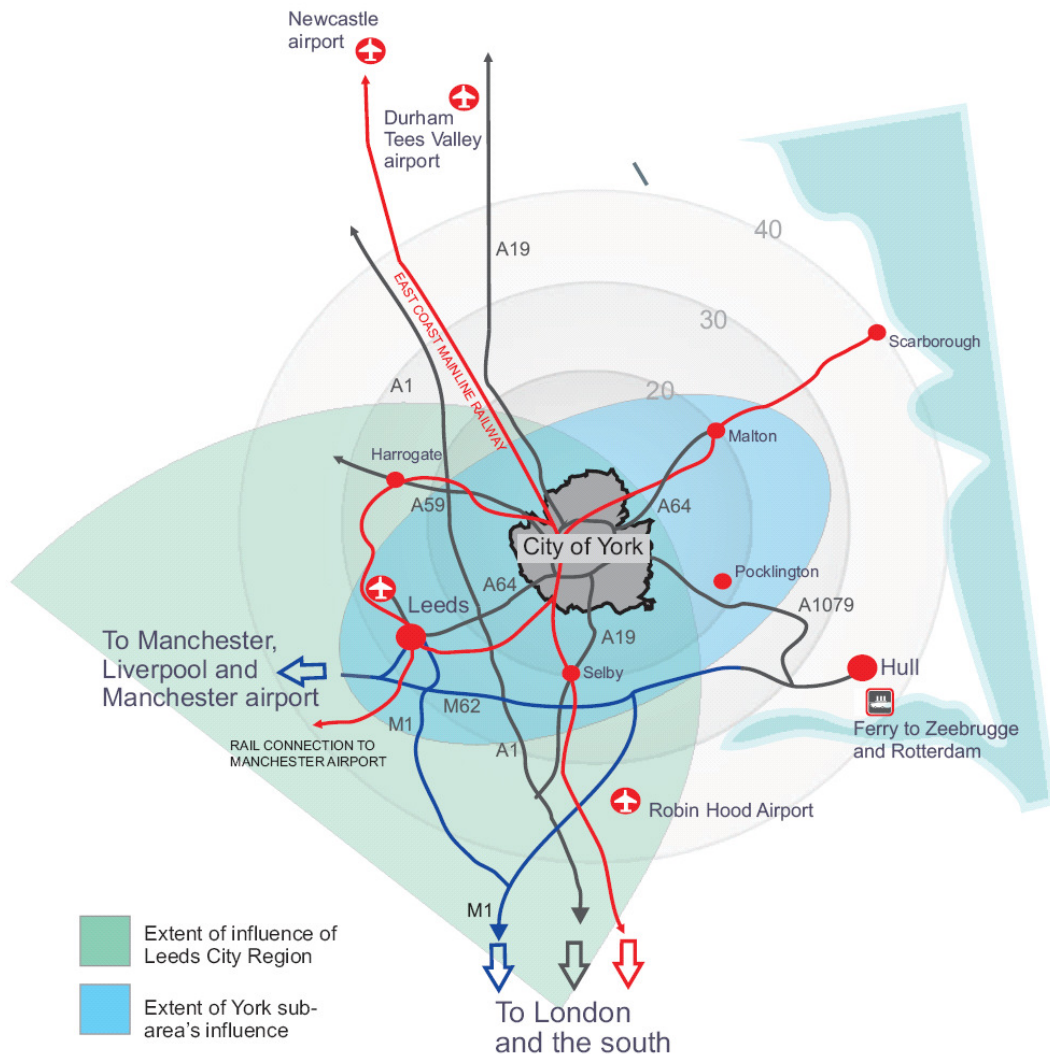 Newcastle
airport
Durham
Tees Valley
airport
40
A19
EAST COAST MAINLINE RAILWAY
30
Scarborough
A1
20
Malton
Harrogate
A59
A64
City of York
Pocklington
A64
Leeds
A1079
A19
To Manchester,
Liverpool and
Manchester airport
Hull
Selby
M62
M1
Ferry to Zeebrugge
and Rotterdam
RAIL CONNECTION TO
MANCHESTER AIRPORT
A1
Robin Hood Airport
M1
Extent of influence of
Leeds City Region
Extent of York sub-
area's influence
To London
and the south